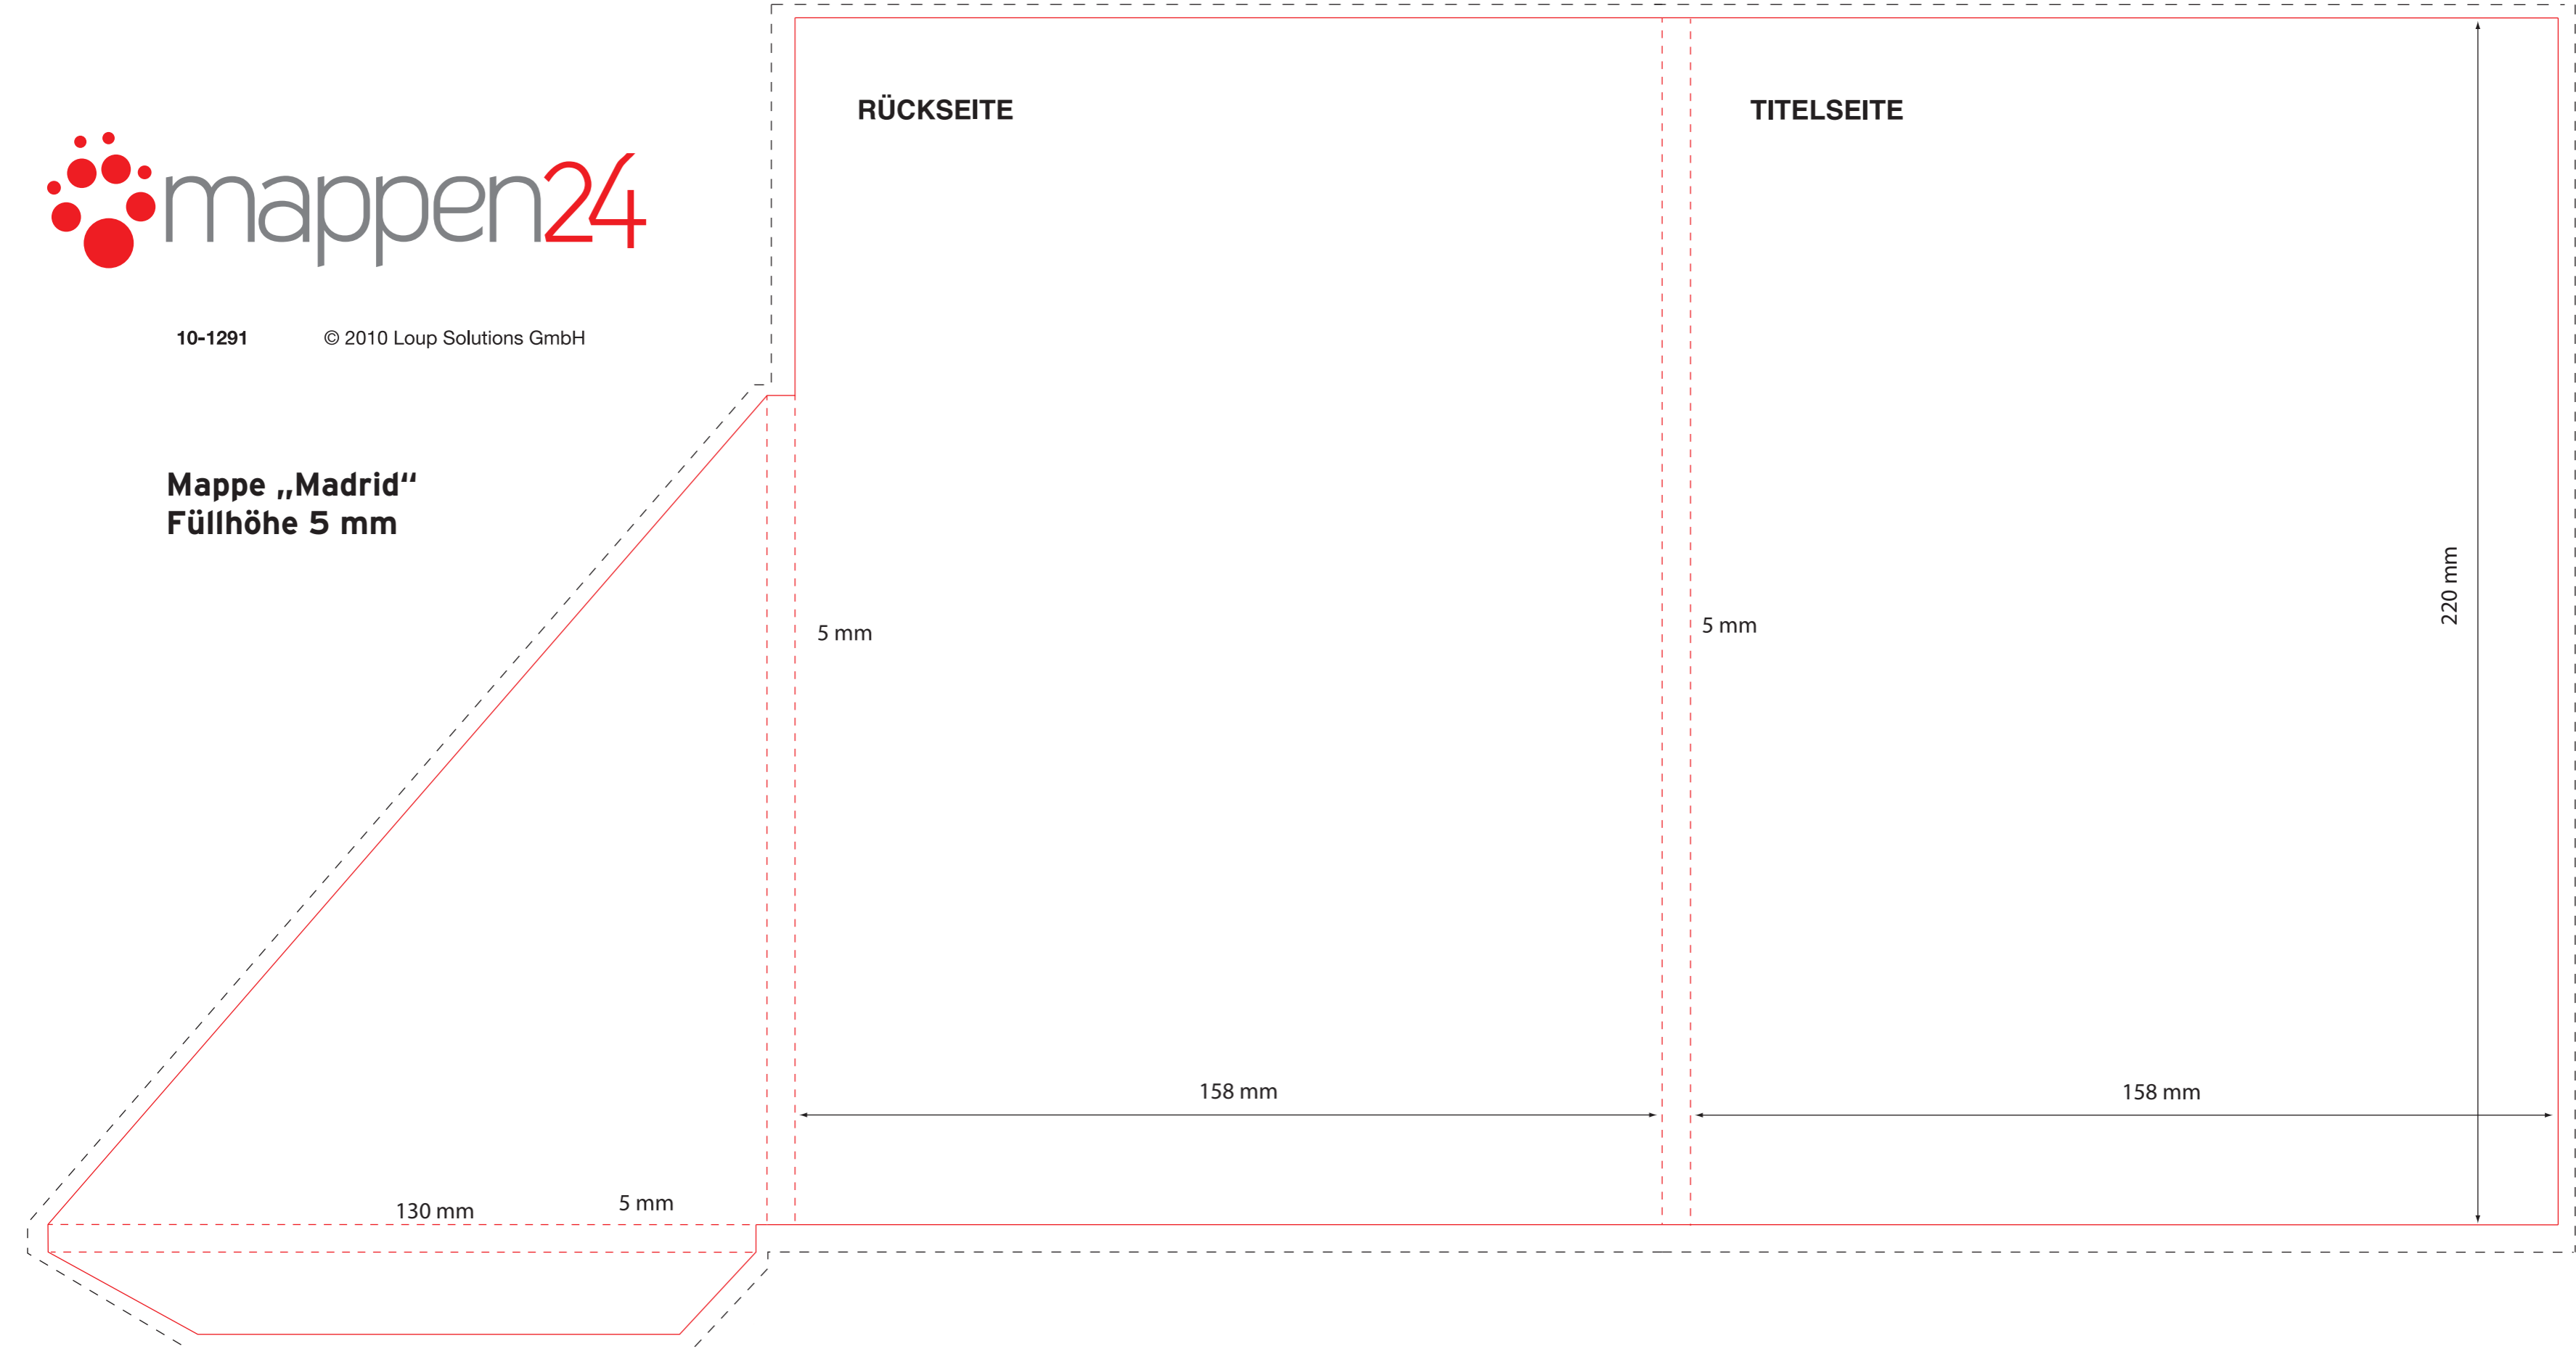 mappen24
10-1291 © 2010 Loup Solutions GmbH
Mappe „Madrid“
Füllhöhe 5 mm
RÜCKSEITE
TITELSEITE
5 mm
5 mm
220 mm
158 mm
158 mm
130 mm
5 mm